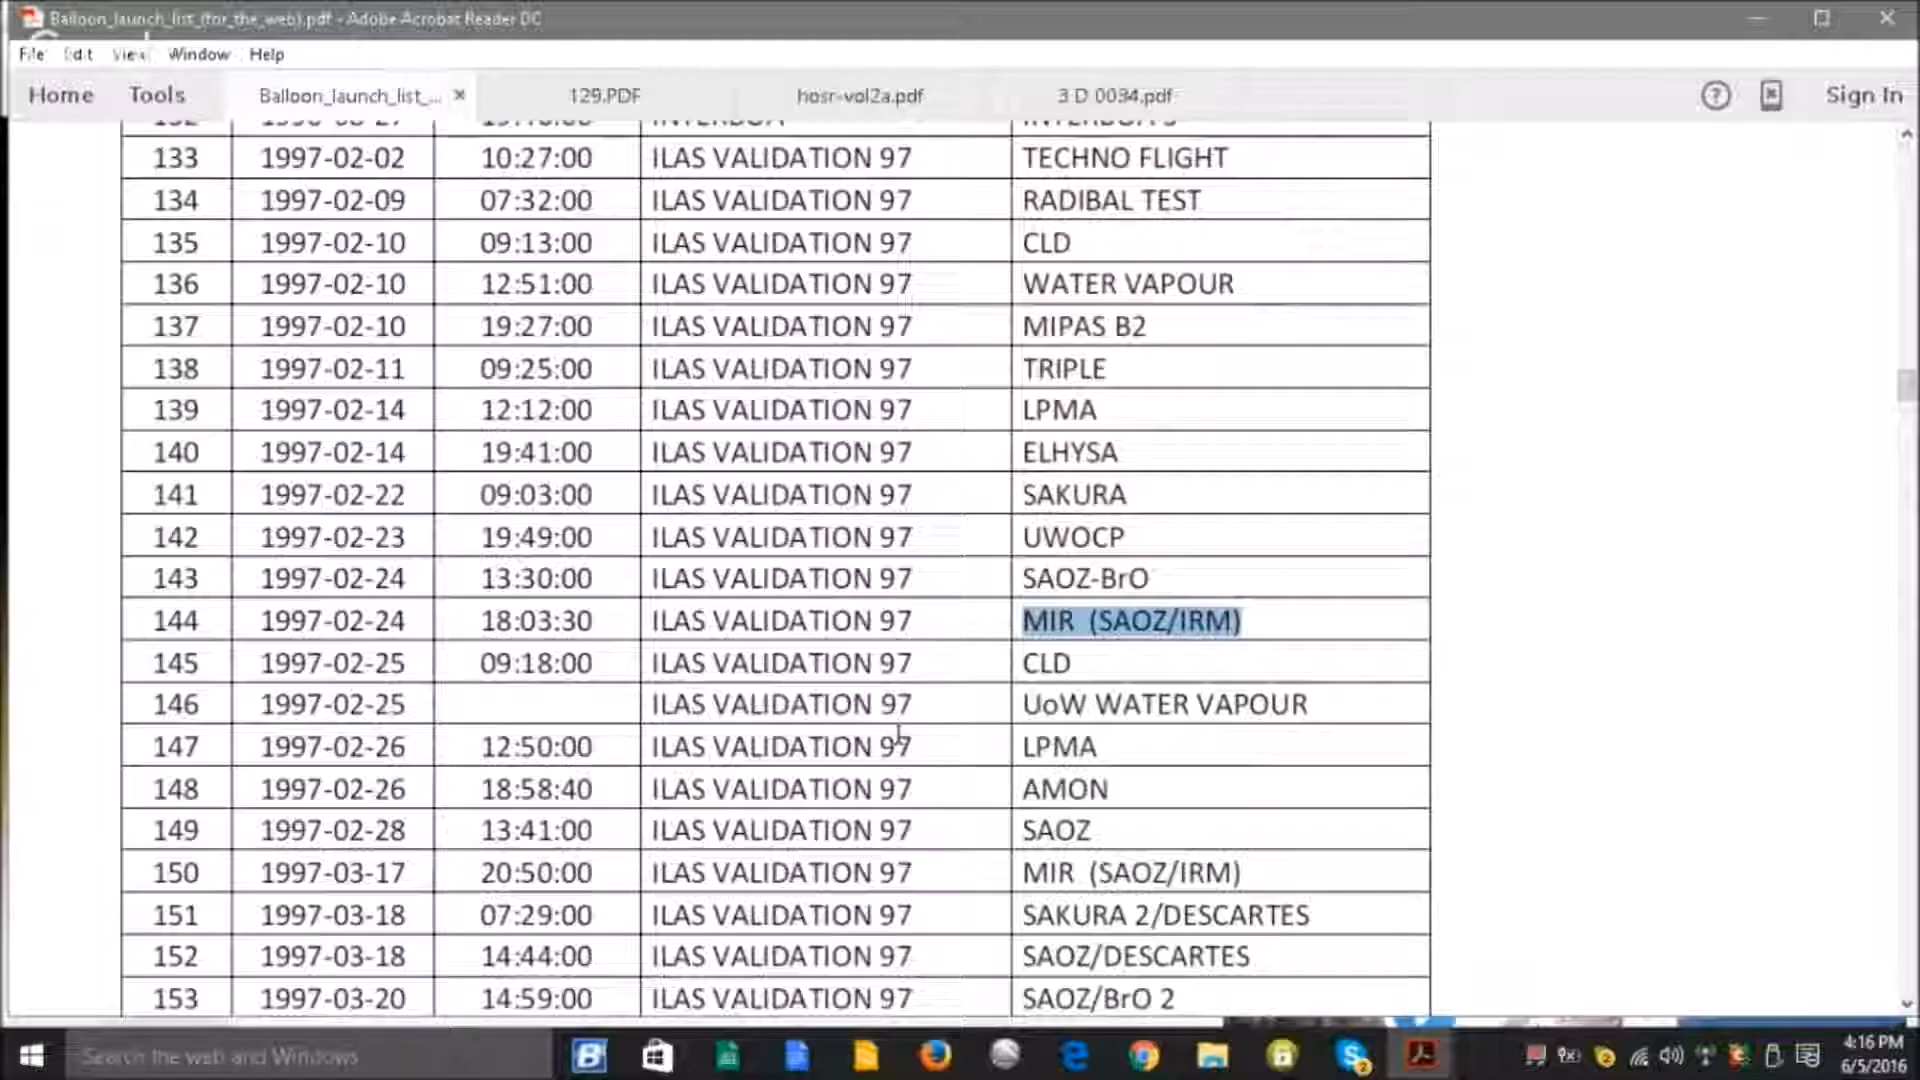 Balloon_launch_list_(for_the_web).pdf - Adobe Acrobat Reader DC
File Edit View Window Help
Home Tools Balloon_launch_list_... × 129.PDF hosr-vol2a.pdf 3 D 0034.pdf Sign In
133 1997-02-02 10:27:00 ILAS VALIDATION 97 TECHNO FLIGHT
134 1997-02-09 07:32:00 ILAS VALIDATION 97 RADIBAL TEST
135 1997-02-10 09:13:00 ILAS VALIDATION 97 CLD
136 1997-02-10 12:51:00 ILAS VALIDATION 97 WATER VAPOUR
137 1997-02-10 19:27:00 ILAS VALIDATION 97 MIPAS B2
138 1997-02-11 09:25:00 ILAS VALIDATION 97 TRIPLE
139 1997-02-14 12:12:00 ILAS VALIDATION 97 LPMA
140 1997-02-14 19:41:00 ILAS VALIDATION 97 ELHYSA
141 1997-02-22 09:03:00 ILAS VALIDATION 97 SAKURA
142 1997-02-23 19:49:00 ILAS VALIDATION 97 UWOCP
143 1997-02-24 13:30:00 ILAS VALIDATION 97 SAOZ-BrO
144 1997-02-24 18:03:30 ILAS VALIDATION 97 MIR (SAOZ/IRM)
145 1997-02-25 09:18:00 ILAS VALIDATION 97 CLD
146 1997-02-25 ILAS VALIDATION 97 UoW WATER VAPOUR
147 1997-02-26 12:50:00 ILAS VALIDATION 97 LPMA
148 1997-02-26 18:58:40 ILAS VALIDATION 97 AMON
149 1997-02-28 13:41:00 ILAS VALIDATION 97 SAOZ
150 1997-03-17 20:50:00 ILAS VALIDATION 97 MIR (SAOZ/IRM)
151 1997-03-18 07:29:00 ILAS VALIDATION 97 SAKURA 2/DESCARTES
152 1997-03-18 14:44:00 ILAS VALIDATION 97 SAOZ/DESCARTES
153 1997-03-20 14:59:00 ILAS VALIDATION 97 SAOZ/BrO 2
Search the web and Windows
4:16 PM
6/5/2016